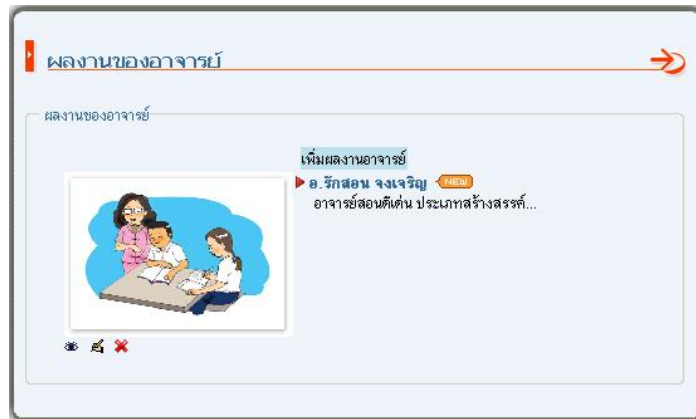 ผลงานของอาจารย์
ผลงานของอาจารย์
เพิ่มผลงานอาจารย์
อ.รักสอน จงเจริญ NEW
อาจารย์สอนดีเด่น ประเภทสร้างสรรค์...